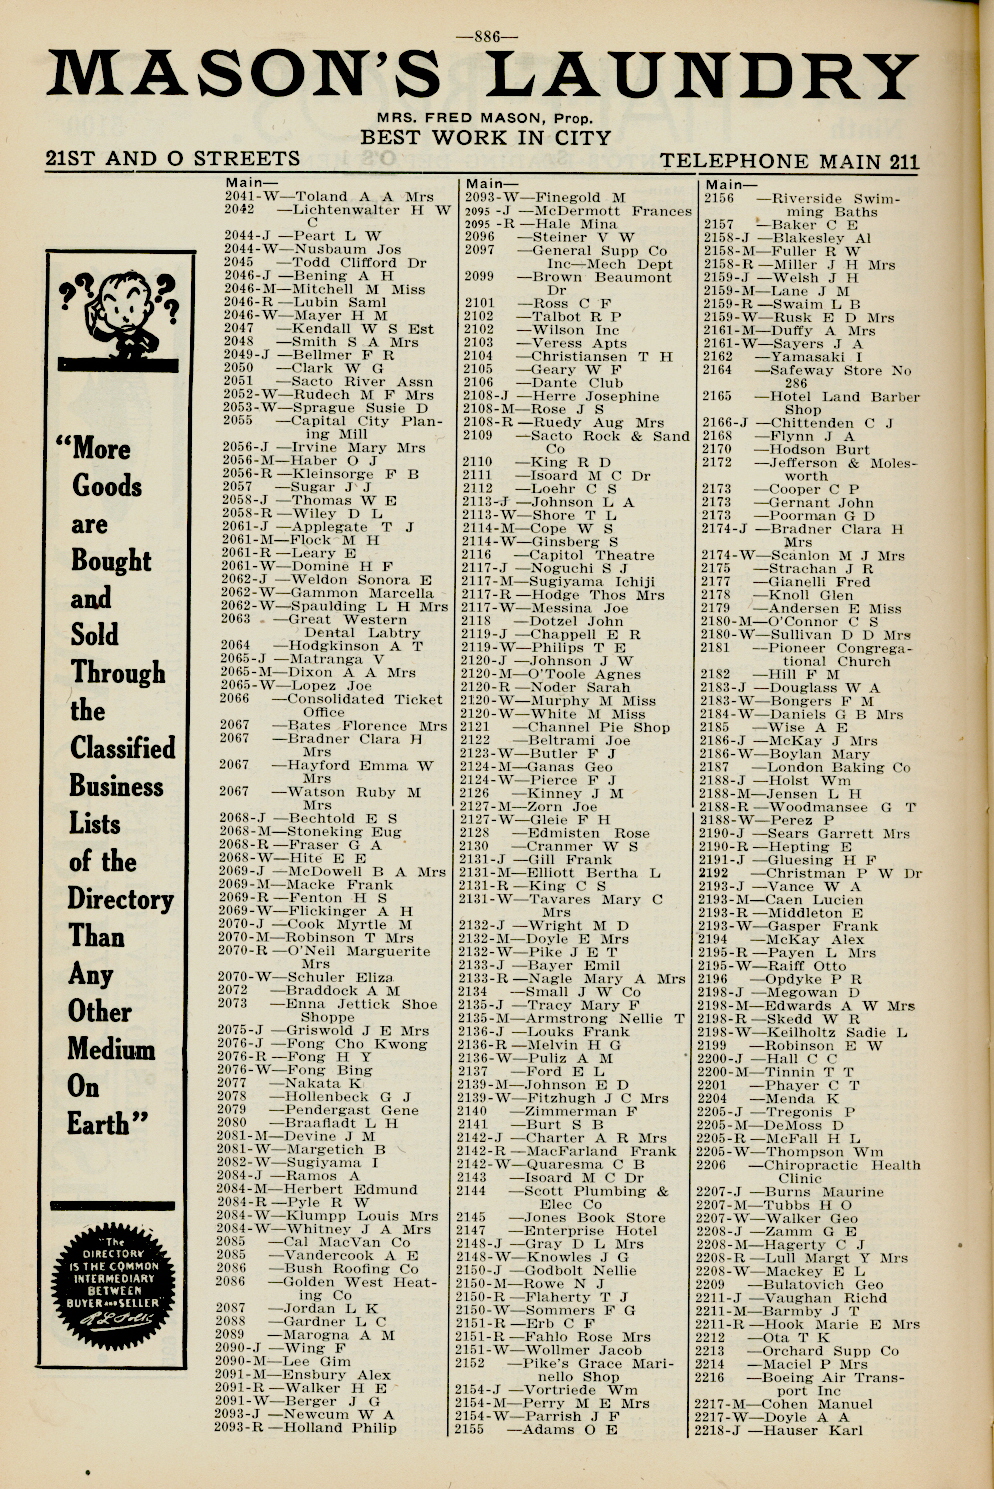 —886—
MASON'S LAUNDRY
MRS. FRED MASON, Prop.
BEST WORK IN CITY
21ST AND O STREETS
TELEPHONE MAIN 211
??
??
"More
Goods
are
Bought
and
Sold
Through
the
Classified
Business
Lists
of the
Directory
Than
Any
Other
Medium
On
Earth"
"The
DIRECTORY
IS THE COMMON
INTERMEDIARY
BETWEEN
BUYER AND SELLER"
Main—
2041-W—Toland A A Mrs
2042 —Lichtenwalter H W
C
2044-J —Peart L W
2044-W—Nusbaum Jos
2045 —Todd Clifford Dr
2046-J —Bening A H
2046-M—Mitchell M Miss
2046-R —Lubin Saml
2046-W—Mayer H M
2047 —Kendall W S Est
2048 —Smith S A Mrs
2049-J —Bellmer F R
2050 —Clark W G
2051 —Sacto River Assn
2052-W—Rudech M F Mrs
2053-W—Sprague Susie D
2055 —Capital City Plan-
ing Mill
2056-J —Irvine Mary Mrs
2056-M—Haber O J
2056-R —Kleinsorge F B
2057 —Sugar J J
2058-J —Thomas W E
2058-R —Wiley D L
2061-J —Applegate T J
2061-M—Flock M H
2061-R —Leary E
2061-W—Domine H F
2062-J —Weldon Sonora E
2062-W—Gammon Marcella
2062-W—Spaulding L H Mrs
2063 —Great Western
Dental Labtry
2064 —Hodgkinson A T
2065-J —Matranga V
2065-M—Dixon A A Mrs
2065-W—Lopez Joe
2066 —Consolidated Ticket
Office
2067 —Bates Florence Mrs
2067 —Bradner Clara H
Mrs
2067 —Hayford Emma W
Mrs
2067 —Watson Ruby M
Mrs
2068-J —Bechtold E S
2068-M—Stoneking Eug
2068-R —Fraser G A
2068-W—Hite E E
2069-J —McDowell B A Mrs
2069-M—Macke Frank
2069-R —Fenton H S
2069-W—Flickinger A H
2070-J —Cook Myrtle M
2070-M—Robinson T Mrs
2070-R —O'Neil Marguerite
Mrs
2070-W—Schuler Eliza
2072 —Braddock A M
2073 —Enna Jettick Shoe
Shoppe
2075-J —Griswold J E Mrs
2076-J —Fong Cho Kwong
2076-R —Fong H Y
2076-W—Fong Bing
2077 —Nakata K
2078 —Hollenbeck G J
2079 —Pendergast Gene
2080 —Braafladt L H
2081-M—Devine J M
2081-W—Margetich B
2082-W—Sugiyama I
2084-J —Ramos A
2084-M—Herbert Edmund
2084-R —Pyle R W
2084-W—Klumpp Louis Mrs
2084-W—Whitney J A Mrs
2085 —Cal MacVan Co
2085 —Vandercook A E
2086 —Bush Roofing Co
2086 —Golden West Heat-
ing Co
2087 —Jordan L K
2088 —Gardner L C
2089 —Marogna A M
2090-J —Wing F
2090-M—Lee Gim
2091-M—Ensbury Alex
2091-R —Walker H E
2091-W—Berger J G
2093-J —Newcum W A
2093-R —Holland Philip
Main—
2093-W—Finegold M
2095 -J —McDermott Frances
2095 -R —Hale Mina
2096 —Steiner V W
2097 —General Supp Co
Inc—Mech Dept
2099 —Brown Beaumont
Dr
2101 —Ross C F
2102 —Talbot R P
2102 —Wilson Inc
2103 —Veress Apts
2104 —Christiansen T H
2105 —Geary W F
2106 —Dante Club
2108-J —Herre Josephine
2108-M—Rose J S
2108-R —Ruedy Aug Mrs
2109 —Sacto Rock & Sand
Co
2110 —King R D
2111 —Isoard M C Dr
2112 —Loehr C S
2113-J —Johnson L A
2113-W—Shore T L
2114-M—Cope W S
2114-W—Ginsberg S
2116 —Capitol Theatre
2117-J —Noguchi S J
2117-M—Sugiyama Ichiji
2117-R —Hodge Thos Mrs
2117-W—Messina Joe
2118 —Dotzel John
2119-J —Chappell E R
2119-W—Philips T E
2120-J —Johnson J W
2120-M—O'Toole Agnes
2120-R —Noder Sarah
2120-W—Murphy M Miss
2120-W—White M Miss
2121 —Channel Pie Shop
2122 —Beltrami Joe
2123-W—Butler F J
2124-M—Ganas Geo
2124-W—Pierce F J
2126 —Kinney J M
2127-M—Zorn Joe
2127-W—Gleie F H
2128 —Edmisten Rose
2130 —Cranmer W S
2131-J —Gill Frank
2131-M—Elliott Bertha L
2131-R —King C S
2131-W—Tavares Mary C
Mrs
2132-J —Wright M D
2132-M—Doyle E Mrs
2132-W—Pike J E T
2133-J —Bayer Emil
2133-R —Nagle Mary A Mrs
2134 —Small J W Co
2135-J —Tracy Mary F
2135-M—Armstrong Nellie T
2136-J —Louks Frank
2136-R —Melvin H G
2136-W—Puliz A M
2137 —Ford E L
2139-M—Johnson E D
2139-W—Fitzhugh J C Mrs
2140 —Zimmerman F
2141 —Burt S B
2142-J —Charter A R Mrs
2142-R —MacFarland Frank
2142-W—Quaresma C B
2143 —Isoard M C Dr
2144 —Scott Plumbing &
Elec Co
2145 —Jones Book Store
2147 —Enterprise Hotel
2148-J —Gray D L Mrs
2148-W—Knowles J G
2150-J —Godbolt Nellie
2150-M—Rowe N J
2150-R —Flaherty T J
2150-W—Sommers F G
2151-R —Erb C F
2151-R —Fahlo Rose Mrs
2151-W—Wollmer Jacob
2152 —Pike's Grace Mari-
nello Shop
2154-J —Vortriede Wm
2154-M—Perry M E Mrs
2154-W—Parrish J F
2155 —Adams O E
Main—
2156 —Riverside Swim-
ming Baths
2157 —Baker C E
2158-J —Blakesley Al
2158-M—Fuller R W
2158-R —Miller J H Mrs
2159-J —Welsh J H
2159-M—Lane J M
2159-R —Swaim L B
2159-W—Rusk E D Mrs
2161-M—Duffy A Mrs
2161-W—Sayers J A
2162 —Yamasaki I
2164 —Safeway Store No
286
2165 —Hotel Land Barber
Shop
2166-J —Chittenden C J
2168 —Flynn J A
2170 —Hodson Burt
2172 —Jefferson & Moles-
worth
2173 —Cooper C P
2173 —Gernant John
2173 —Poorman G D
2174-J —Bradner Clara H
Mrs
2174-W—Scanlon M J Mrs
2175 —Strachan J R
2177 —Gianelli Fred
2178 —Knoll Glen
2179 —Andersen E Miss
2180-M—O'Connor C S
2180-W—Sullivan D D Mrs
2181 —Pioneer Congrega-
tional Church
2182 —Hill F M
2183-J —Douglass W A
2183-W—Bongers F M
2184-W—Daniels G B Mrs
2185 —Wise A E
2186-J —McKay J Mrs
2186-W—Boylan Mary
2187 —London Baking Co
2188-J —Holst Wm
2188-M—Jensen L H
2188-R —Woodmansee G T
2188-W—Perez P
2190-J —Sears Garrett Mrs
2190-R —Hepting E
2191-J —Gluesing H F
2192 —Christman P W Dr
2193-J —Vance W A
2193-M—Caen Lucien
2193-R —Middleton E
2193-W—Gasper Frank
2194 —McKay Alex
2195-R —Payen L Mrs
2195-W—Raiff Otto
2196 —Opdyke P R
2198-J —Megowan D
2198-M—Edwards A W Mrs
2198-R —Skedd W R
2198-W—Keilholtz Sadie L
2199 —Robinson E W
2200-J —Hall C C
2200-M—Tinnin T T
2201 —Phayer C T
2204 —Menda K
2205-J —Tregonis P
2205-M—DeMoss D
2205-R —McFall H L
2205-W—Thompson Wm
2206 —Chiropractic Health
Clinic
2207-J —Burns Maurine
2207-M—Tubbs H O
2207-W—Walker Geo
2208-J —Zamm G E
2208-M—Hagerty C J
2208-R —Lull Margt Y Mrs
2208-W—Mackey E L
2209 —Bulatovich Geo
2211-J —Vaughan Richd
2211-M—Barmby J T
2211-R —Hook Marie E Mrs
2212 —Ota T K
2213 —Orchard Supp Co
2214 —Maciel P Mrs
2216 —Boeing Air Trans-
port Inc
2217-M—Cohen Manuel
2217-W—Doyle A A
2218-J —Hauser Karl